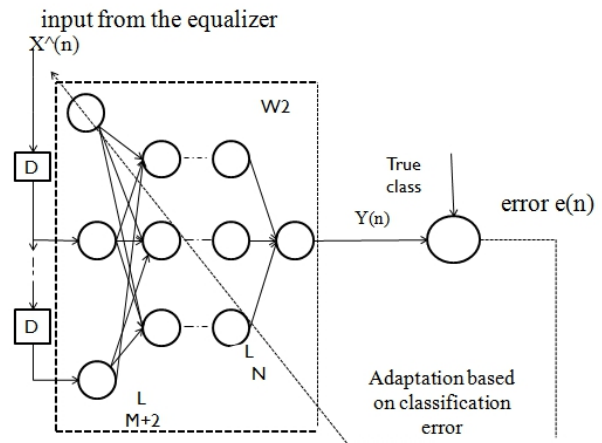 input from the equalizer
X^(n)
W2
D
True
class
error e(n)
Y(n)
D
L
N
L
M+2
Adaptation based
on classification
error